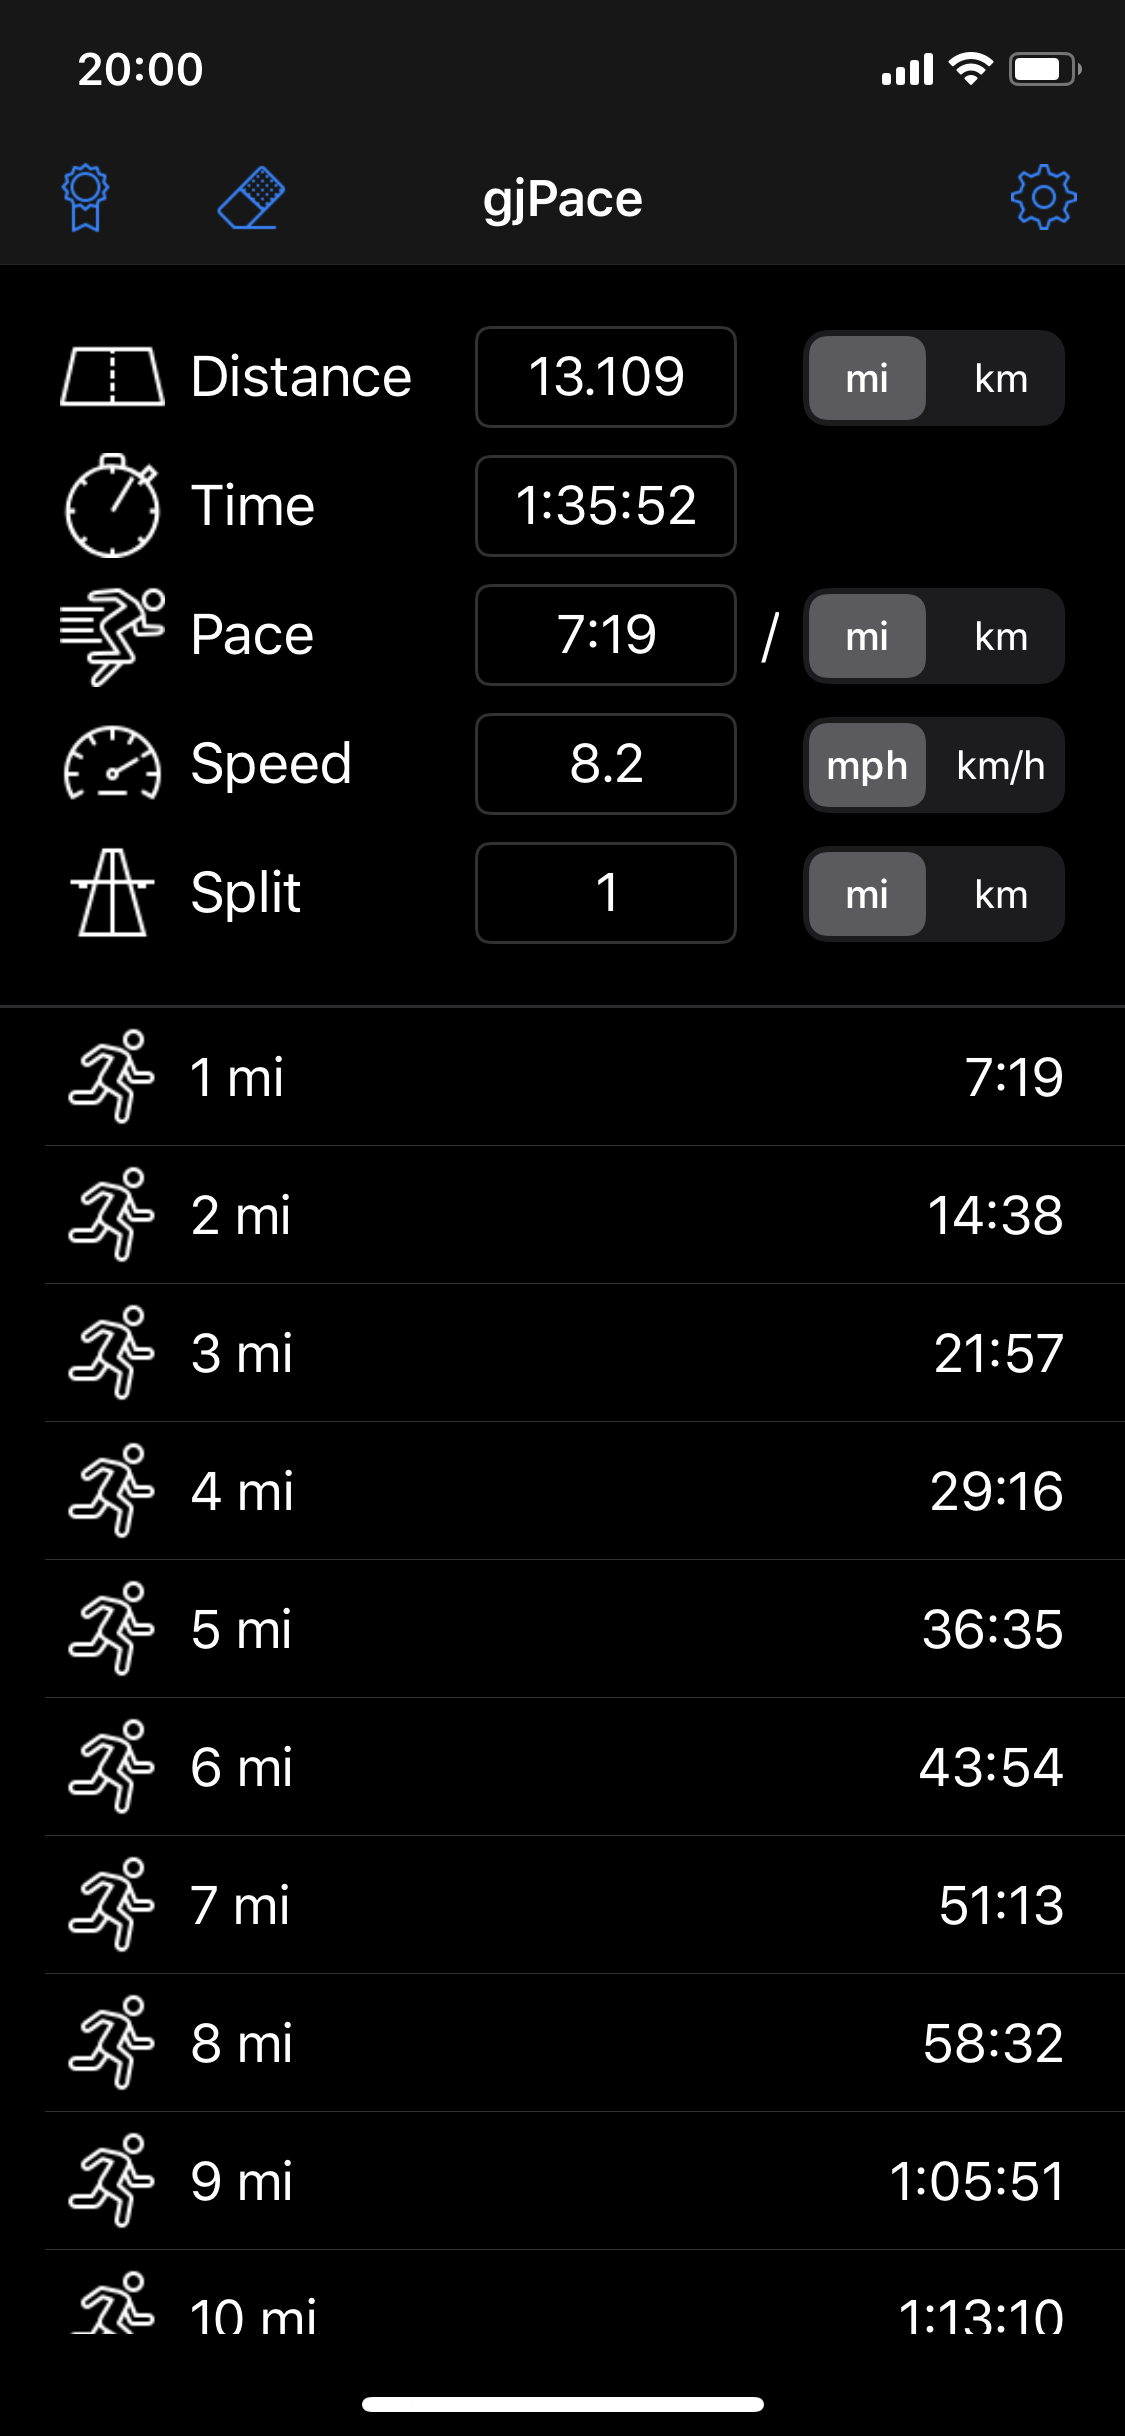 20:00
gjPace
Distance 13.109 mi km
Time 1:35:52
Pace 7:19 / mi km
Speed 8.2 mph km/h
Split 1 mi km
1 mi 7:19
2 mi 14:38
3 mi 21:57
4 mi 29:16
5 mi 36:35
6 mi 43:54
7 mi 51:13
8 mi 58:32
9 mi 1:05:51
10 mi 1:13:10